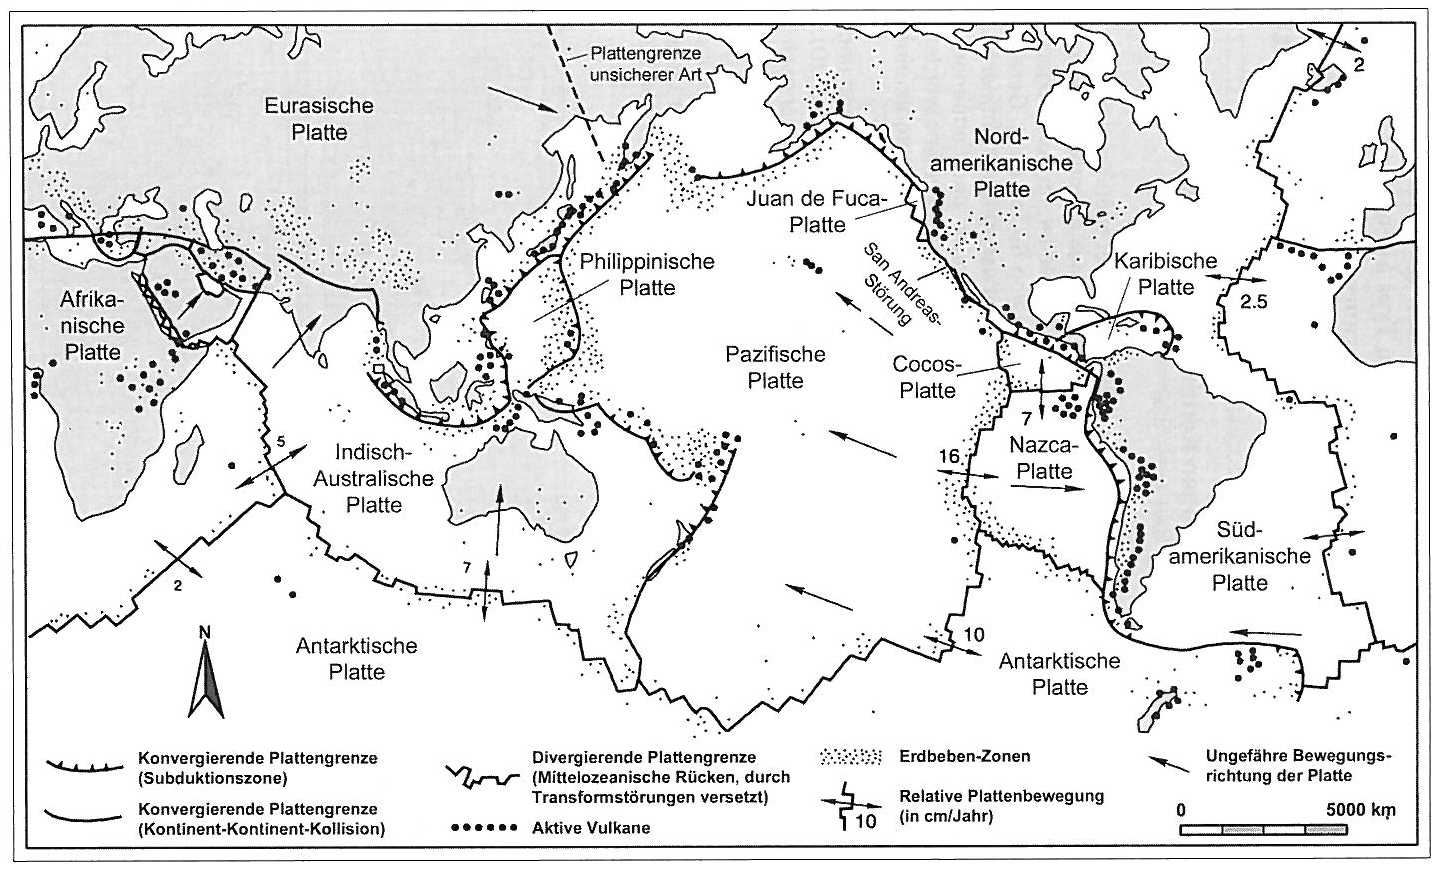 Plattengrenze
unsicherer Art
Eurasische
Platte
Nord-
amerikanische
Platte
Juan de Fuca-
Platte
San Andreas-
Störung
Karibische
Platte
Philippinische
Platte
Afrika-
nische
Platte
Pazifische
Platte
Cocos-
Platte
Nazca-
Platte
Indisch-
Australische
Platte
Süd-
amerikanische
Platte
Antarktische
Platte
Antarktische
Platte
2
2.5
7
5
16
7
2
10
N
Konvergierende Plattengrenze
(Subduktionszone)
Konvergierende Plattengrenze
(Kontinent-Kontinent-Kollision)
Divergierende Plattengrenze
(Mittelozeanische Rücken, durch
Transformstörungen versetzt)
Aktive Vulkane
Erdbeben-Zonen
Relative Plattenbewegung
(in cm/Jahr)
10
Ungefähre Bewegungs-
richtung der Platte
0 5000 km